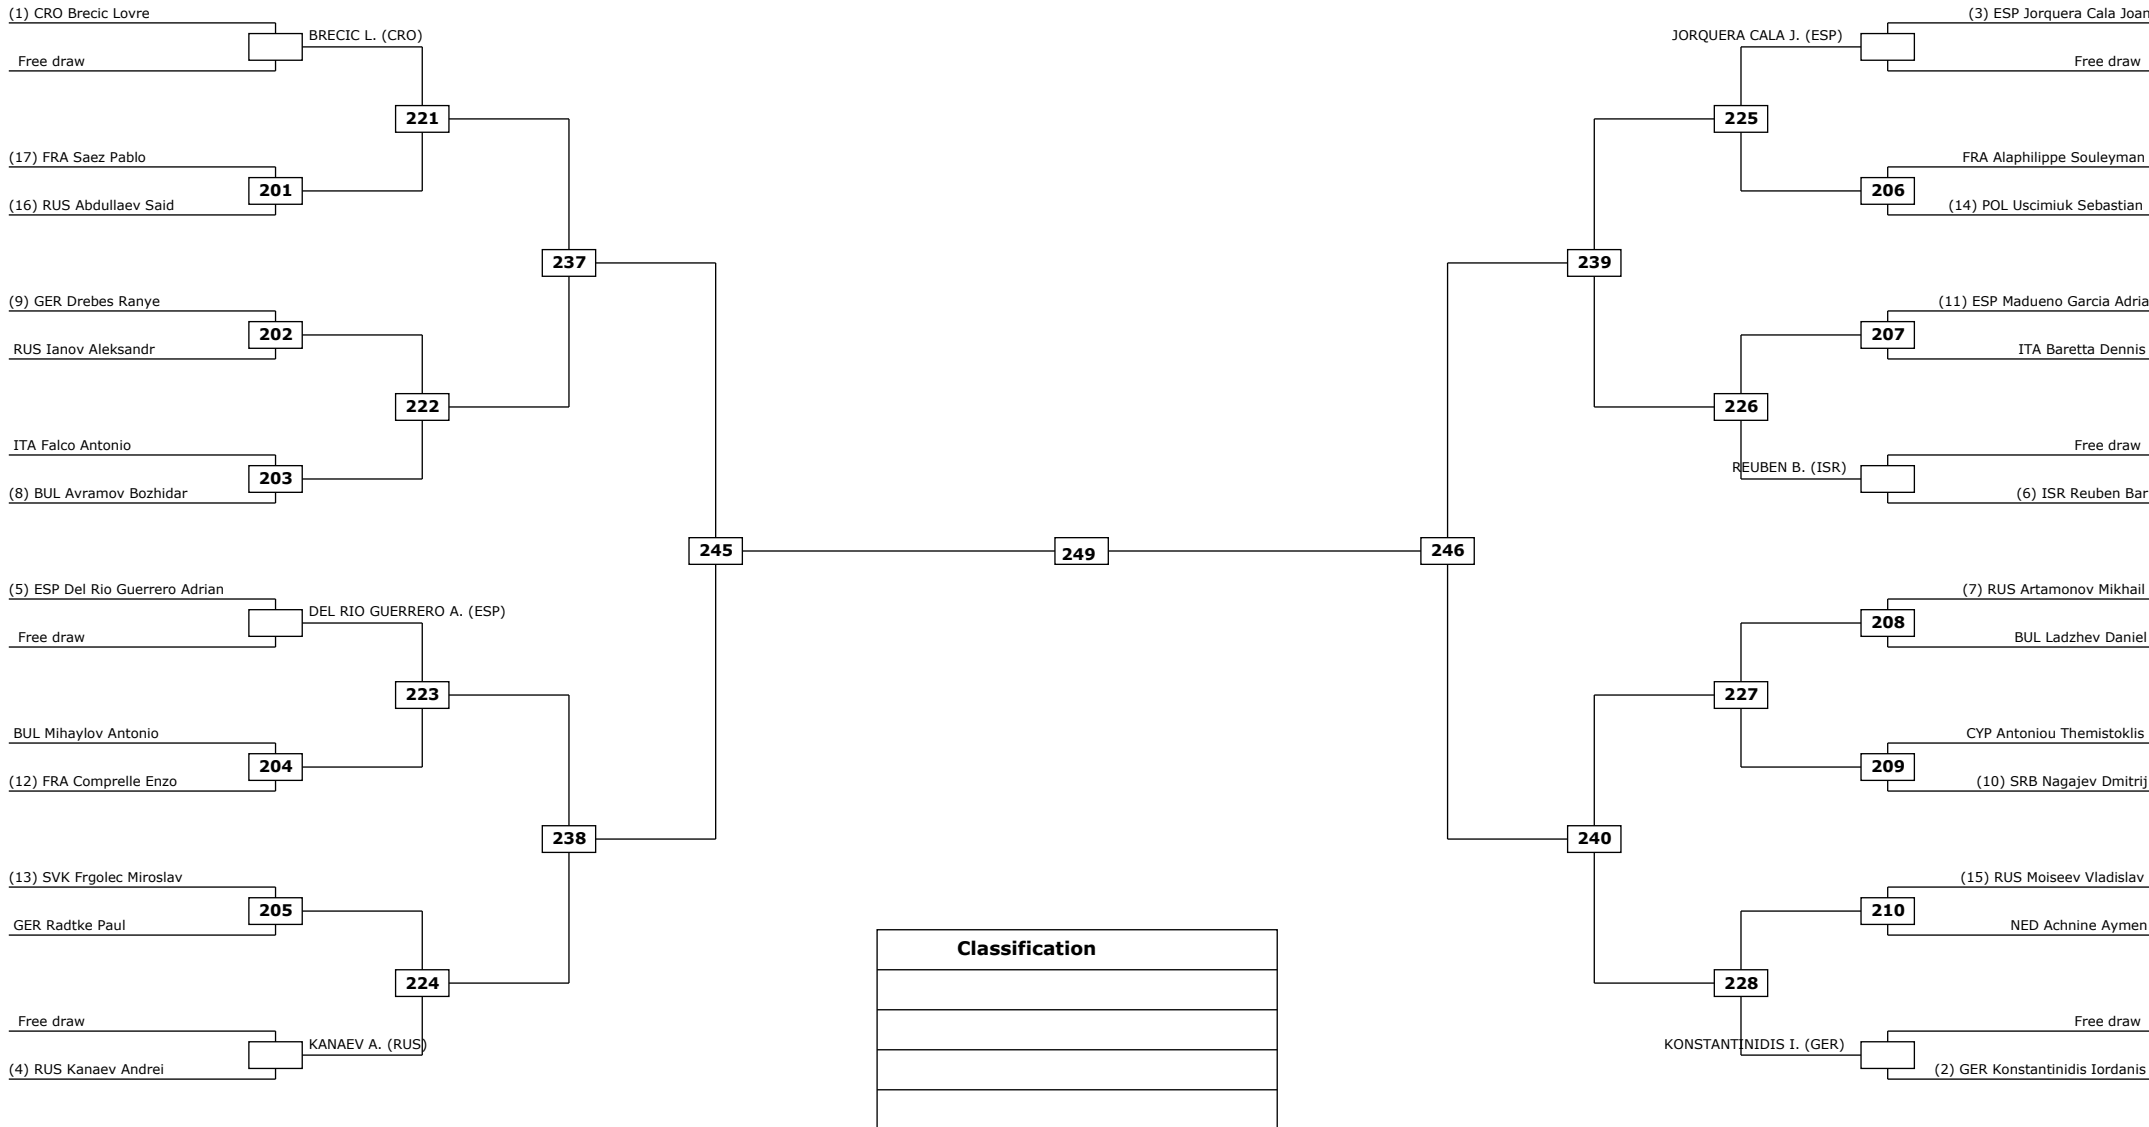 (1) CRO Brecic Lovre
BRECIC L. (CRO)
Free draw
221
(17) FRA Saez Pablo
201
(16) RUS Abdullaev Said
237
(9) GER Drebes Ranye
202
RUS Ianov Aleksandr
222
ITA Falco Antonio
203
(8) BUL Avramov Bozhidar
245
(5) ESP Del Rio Guerrero Adrian
DEL RIO GUERRERO A. (ESP)
Free draw
223
BUL Mihaylov Antonio
204
(12) FRA Comprelle Enzo
238
(13) SVK Frgolec Miroslav
205
GER Radtke Paul
224
Free draw
KANAEV A. (RUS)
(4) RUS Kanaev Andrei
249
(3) ESP Jorquera Cala Joan
JORQUERA CALA J. (ESP)
Free draw
225
FRA Alaphilippe Souleyman
206
(14) POL Uscimiuk Sebastian
239
(11) ESP Madueno Garcia Adria
207
ITA Baretta Dennis
226
Free draw
REUBEN B. (ISR)
(6) ISR Reuben Bar
246
(7) RUS Artamonov Mikhail
208
BUL Ladzhev Daniel
227
CYP Antoniou Themistoklis
209
(10) SRB Nagajev Dmitrij
240
(15) RUS Moiseev Vladislav
210
NED Achnine Aymen
228
Free draw
KONSTANTINIDIS I. (GER)
(2) GER Konstantinidis Iordanis
Classification